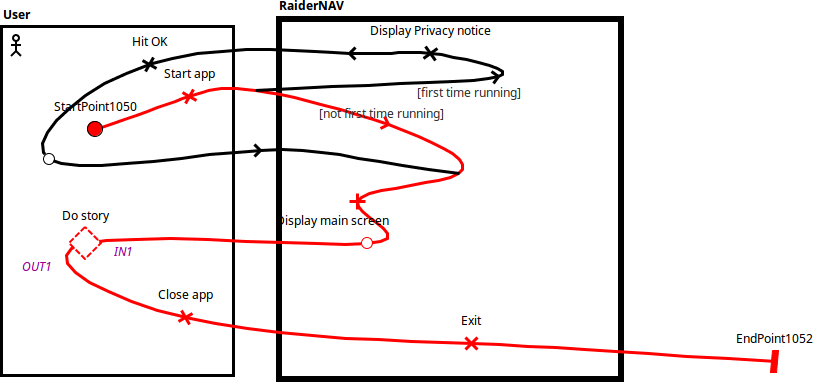 User
RaiderNAV
Display Privacy notice
Hit OK
Start app
[first time running]
StartPoint1050
[not first time running]
Do story
Display main screen
IN1
OUT1
Close app
Exit
EndPoint1052